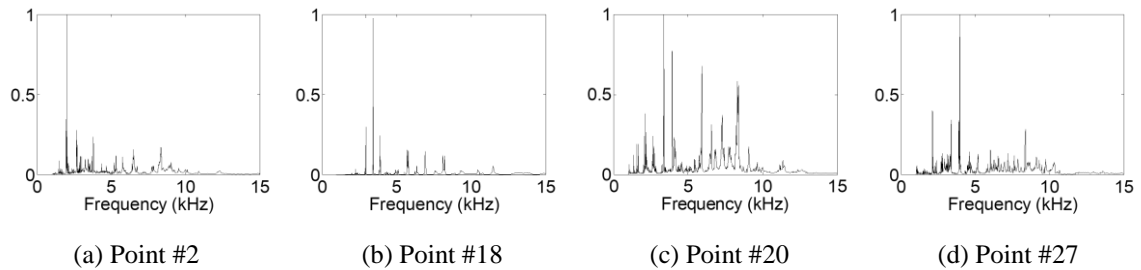 1
0.5
0
0 5 10 15
Frequency (kHz)
(a) Point #2
1
0.5
0
0 5 10 15
Frequency (kHz)
(b) Point #18
1
0.5
0
0 5 10 15
Frequency (kHz)
(c) Point #20
1
0.5
0
0 5 10 15
Frequency (kHz)
(d) Point #27